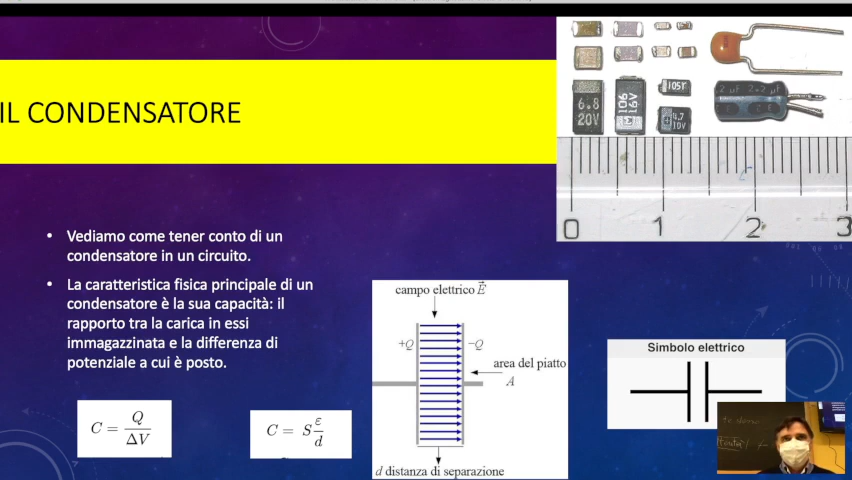 IL CONDENSATORE
6.8
20V
106
16V
105Y
4.7
10V
0 1 2 3
• Vediamo come tener conto di un
condensatore in un circuito.
• La caratteristica fisica principale di un
condensatore è la sua capacità: il
rapporto tra la carica in essi
immagazzinata e la differenza di
potenziale a cui è posto.
C = Q / ΔV
C = S ε / d
campo elettrico E⃗
+Q −Q
area del piatto
A
d distanza di separazione
Simbolo elettrico